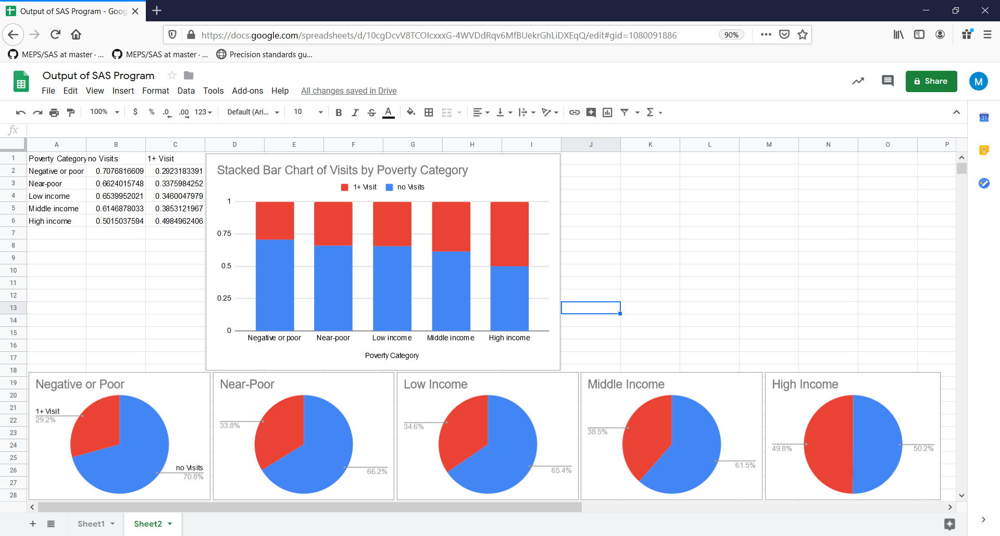 Output of SAS Program - Goog
https://docs.google.com/spreadsheets/d/10cgDcvV8TCOIcxxxG-4WVDdRqv6MfBUekrGhLiDXEqQ/edit#gid=1080091886
90%
MEPS/SAS at master · ...
MEPS/SAS at master · ...
Precision standards gu...
Output of SAS Program
File Edit View Insert Format Data Tools Add-ons Help All changes saved in Drive
Share
M
100% $ % .0 .00 123 Default (Ari... 10 B I S A Σ
31
fx
A B C D E F G H I J K L M N O P
1 Poverty Category no Visits 1+ Visit
2 Negative or poor 0.7076816609 0.2923183391
3 Near-poor 0.6624015748 0.3375984252
4 Low income 0.6539952021 0.3460047979
5 Middle income 0.6146878033 0.3853121967
6 High income 0.5015037594 0.4984962406
7
8
9
10
11
12
13
14
15
16
17
18
19
20
21
22
23
24
25
26
27
28
Stacked Bar Chart of Visits by Poverty Category
1+ Visit no Visits
1
0.75
0.5
0.25
0
Negative or poor Near-poor Low income Middle income High income
Poverty Category
Negative or Poor
1+ Visit
29.2%
no Visits
70.8%
Near-Poor
33.8%
66.2%
Low Income
34.6%
65.4%
Middle Income
38.5%
61.5%
High Income
49.8%
50.2%
Sheet1 Sheet2